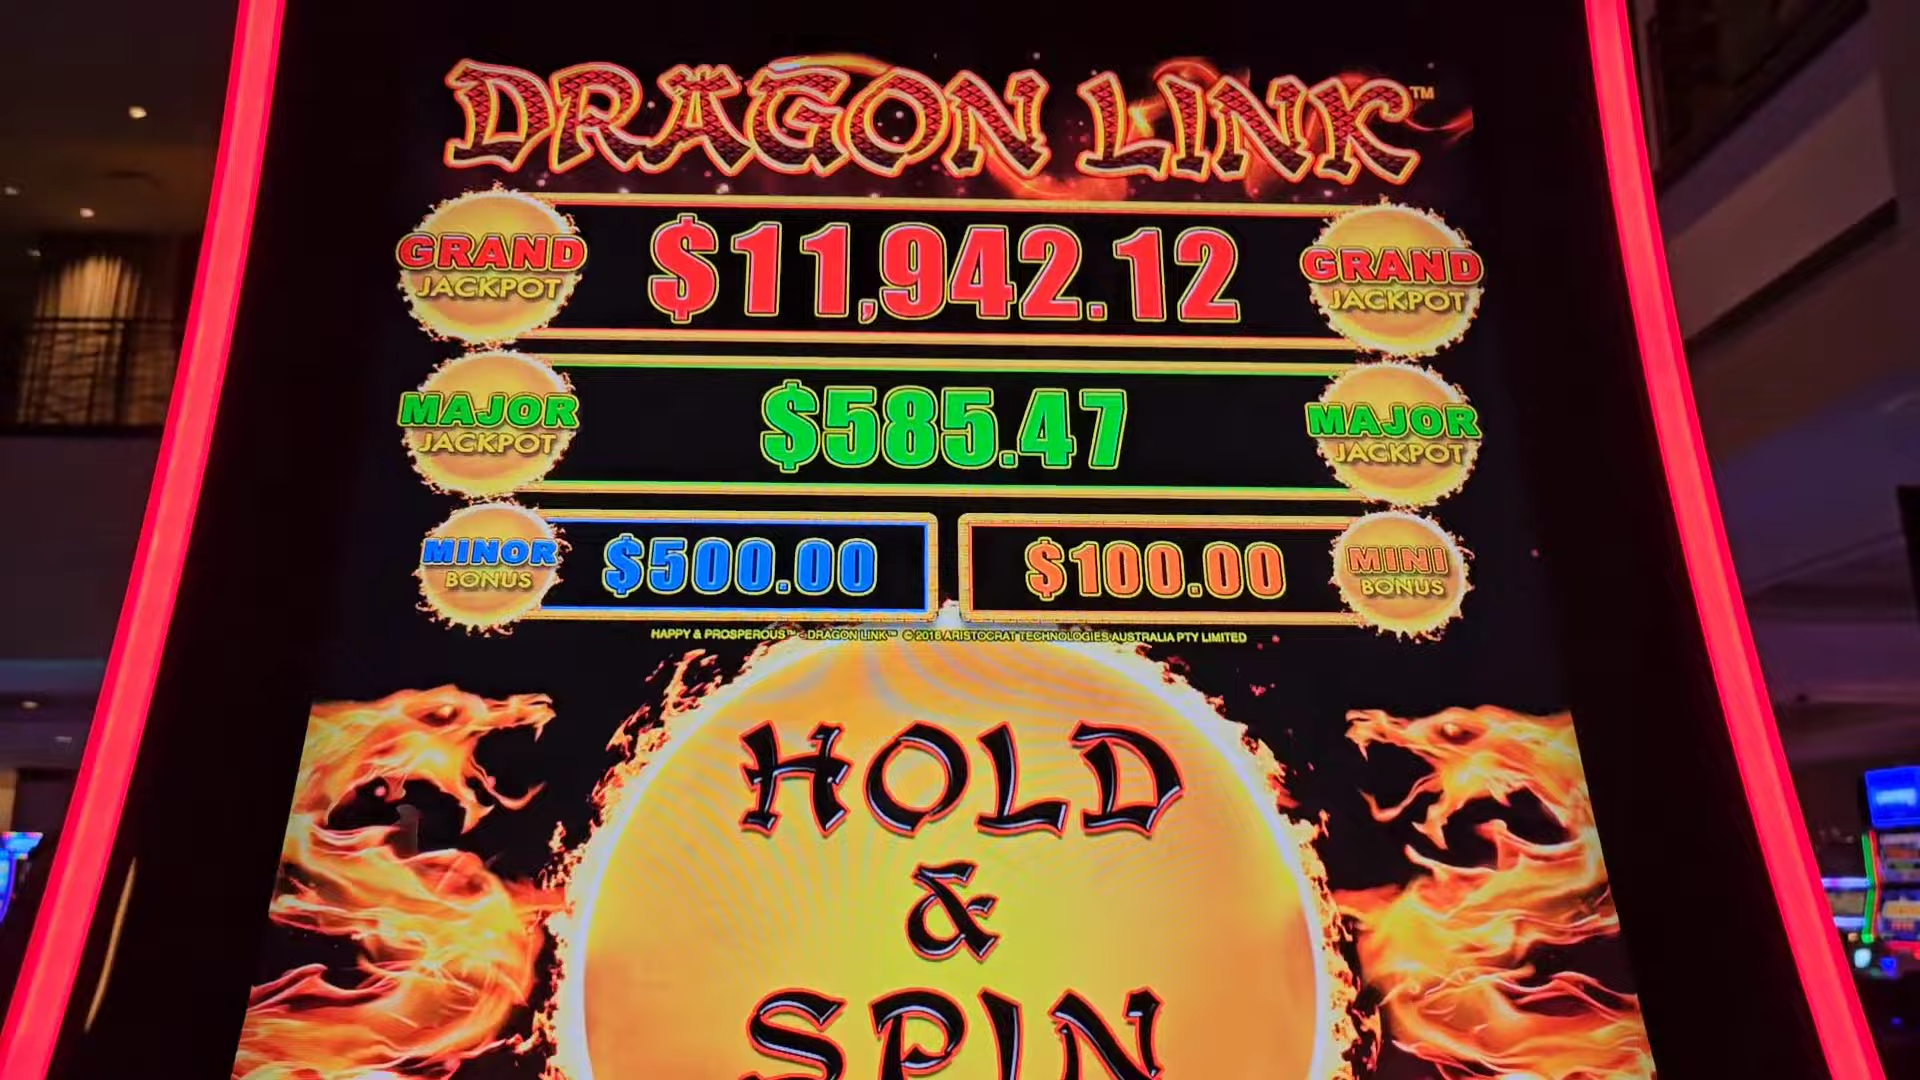 DRAGON LINK™
GRAND JACKPOT $11,942.12 GRAND JACKPOT
MAJOR JACKPOT $585.47 MAJOR JACKPOT
MINOR BONUS $500.00 $100.00 MINI BONUS
HAPPY & PROSPEROUS™ - DRAGON LINK™ © 2016 ARISTOCRAT TECHNOLOGIES AUSTRALIA PTY LIMITED
HOLD
&
SPIN